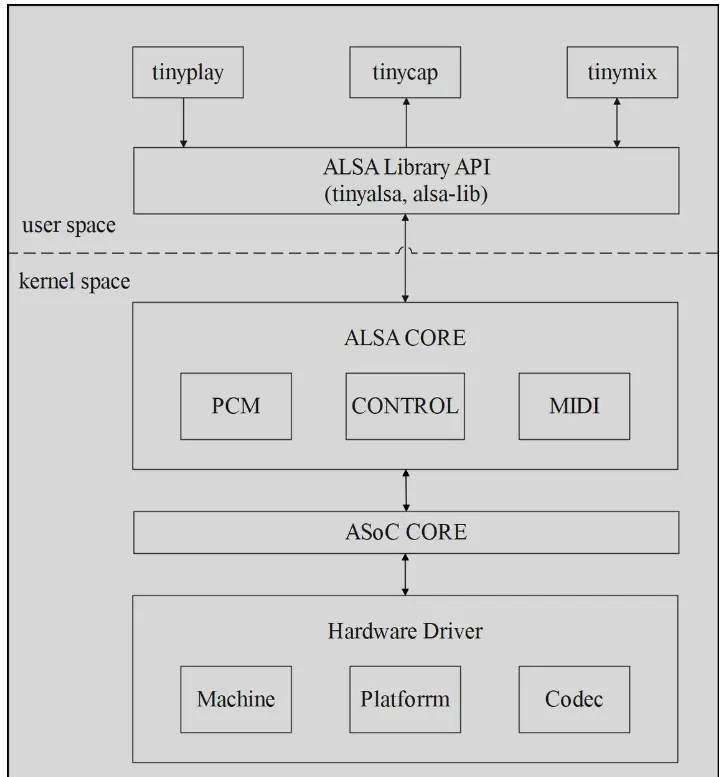 tinyplay tinycap tinymix
ALSA Library API
(tinyalsa, alsa-lib)
user space
kernel space
ALSA CORE
PCM CONTROL MIDI
ASoC CORE
Hardware Driver
Machine Platforrm Codec